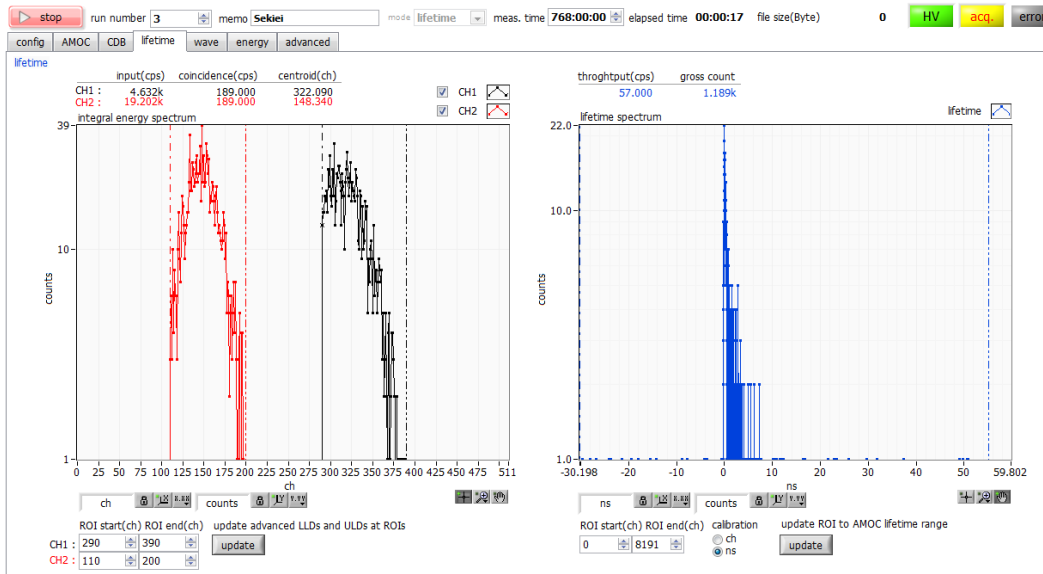 stop run number 3 memo Sekiei mode lifetime meas. time 768:00:00 elapsed time 00:00:17 file size(Byte) 0 HV acq. error
config AMOC CDB lifetime wave energy advanced
lifetime
input(cps) coincidence(cps) centroid(ch)
CH1 : 4.632k 189.000 322.090 CH1
CH2 : 19.202k 189.000 148.340 CH2
throghtput(cps) gross count
57.000 1.189k lifetime
integral energy spectrum
39
10
1
counts
0 25 50 75 100 125 150 175 200 225 250 275 300 325 350 375 400 425 450 475 511
ch
lifetime spectrum
22.0
10.0
1.0
counts
-30.198 -20 -10 0 10 20 30 40 50 59.802
ns
ch counts
ns counts
ROI start(ch) ROI end(ch) update advanced LLDs and ULDs at ROIs
CH1 : 290 390 update
CH2 : 110 200
ROI start(ch) ROI end(ch) calibration update ROI to AMOC lifetime range
0 8191 ch update
ns